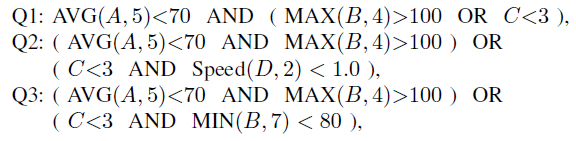 Q1: AVG(A,5)<70 AND ( MAX(B,4)>100 OR C<3 ),
Q2: ( AVG(A,5)<70 AND MAX(B,4)>100 ) OR
( C<3 AND Speed(D,2) < 1.0 ),
Q3: ( AVG(A,5)<70 AND MAX(B,4)>100 ) OR
( C<3 AND MIN(B,7) < 80 ),